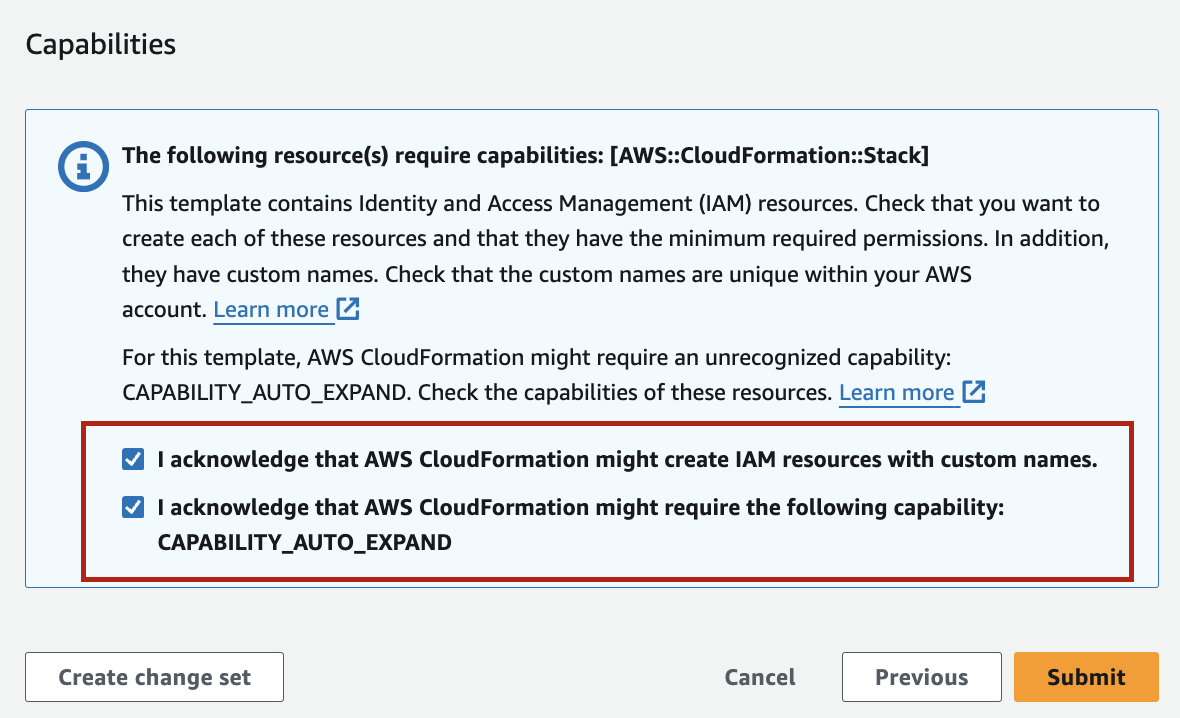 Capabilities
The following resource(s) require capabilities: [AWS::CloudFormation::Stack]
This template contains Identity and Access Management (IAM) resources. Check that you want to
create each of these resources and that they have the minimum required permissions. In addition,
they have custom names. Check that the custom names are unique within your AWS
account. Learn more
For this template, AWS CloudFormation might require an unrecognized capability:
CAPABILITY_AUTO_EXPAND. Check the capabilities of these resources. Learn more
I acknowledge that AWS CloudFormation might create IAM resources with custom names.
I acknowledge that AWS CloudFormation might require the following capability:
CAPABILITY_AUTO_EXPAND
Create change set Cancel Previous Submit